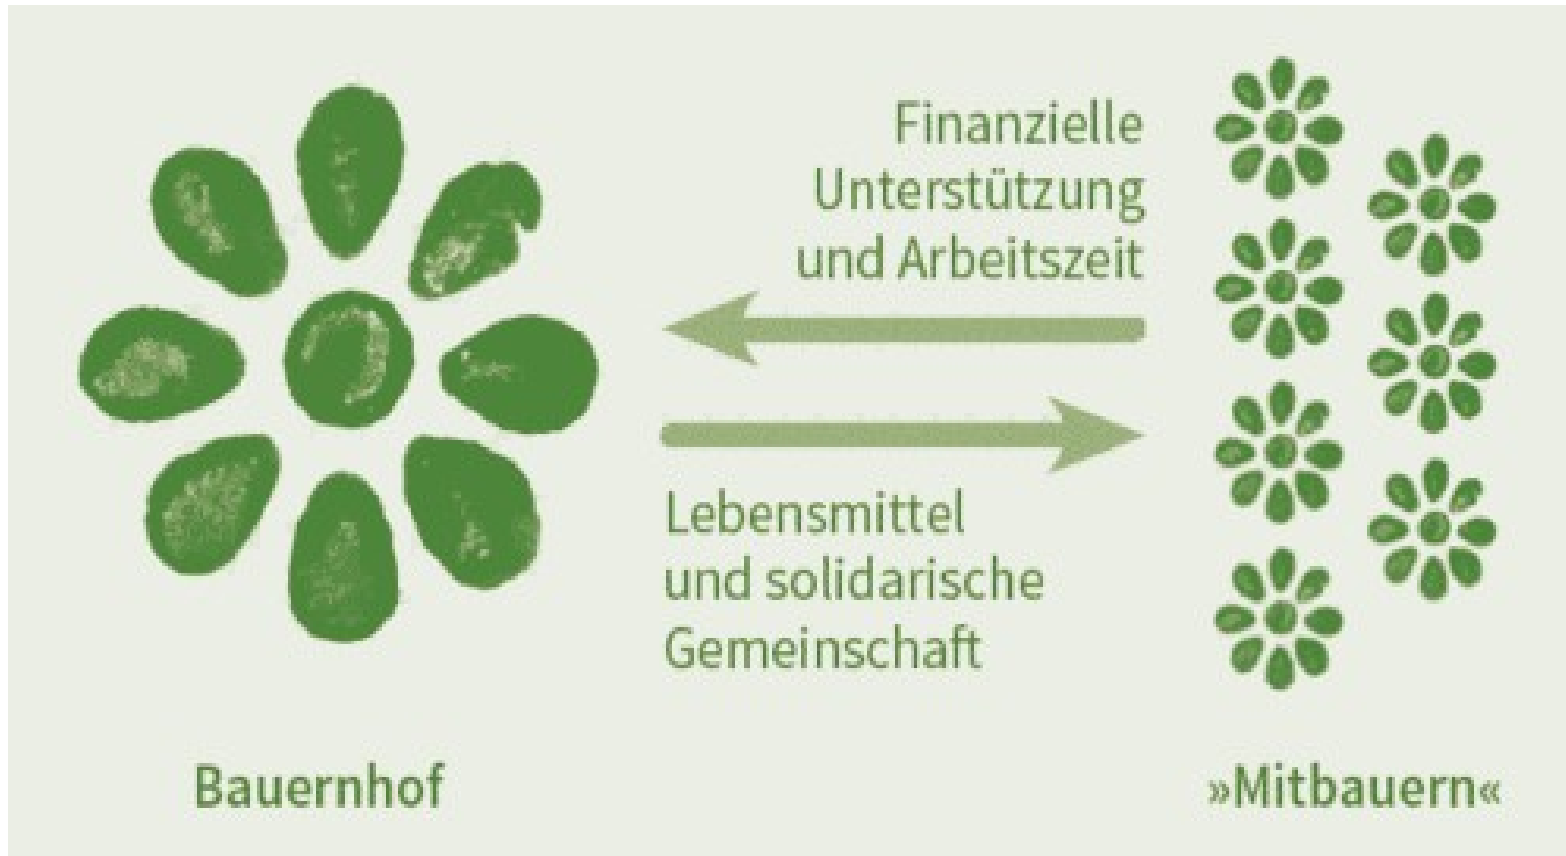 Finanzielle
Unterstützung
und Arbeitszeit
Lebensmittel
und solidarische
Gemeinschaft
Bauernhof
»Mitbauern«